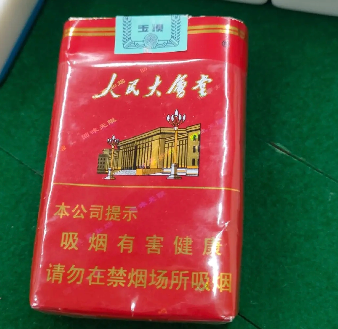 玉溪
人民大会堂
本公司提示
吸烟有害健康
请勿在禁烟场所吸烟